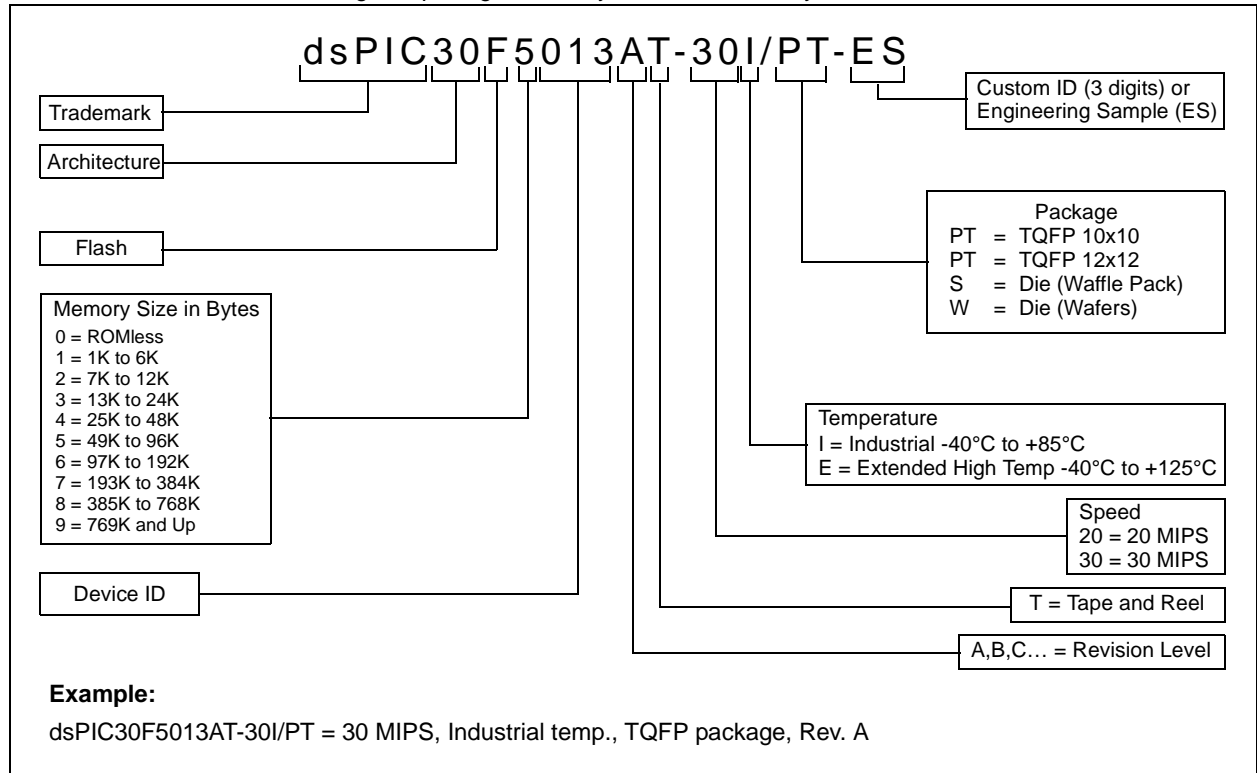 dsPIC30F5013AT-30I/PT-ES
Trademark
Architecture
Flash
Memory Size in Bytes
0 = ROMless
1 = 1K to 6K
2 = 7K to 12K
3 = 13K to 24K
4 = 25K to 48K
5 = 49K to 96K
6 = 97K to 192K
7 = 193K to 384K
8 = 385K to 768K
9 = 769K and Up
Device ID
Custom ID (3 digits) or
Engineering Sample (ES)
Package
PT = TQFP 10x10
PT = TQFP 12x12
S = Die (Waffle Pack)
W = Die (Wafers)
Temperature
I = Industrial -40°C to +85°C
E = Extended High Temp -40°C to +125°C
Speed
20 = 20 MIPS
30 = 30 MIPS
T = Tape and Reel
A,B,C… = Revision Level
Example:
dsPIC30F5013AT-30I/PT = 30 MIPS, Industrial temp., TQFP package, Rev. A